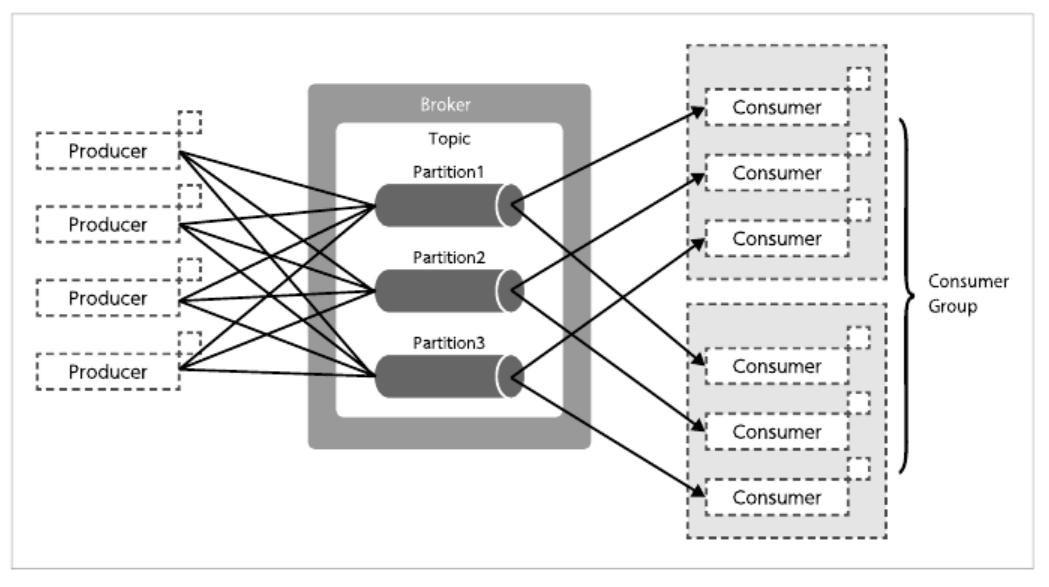 Producer
Producer
Producer
Producer
Broker
Topic
Partition1
Partition2
Partition3
Consumer
Consumer
Consumer
Consumer
Consumer
Consumer
Consumer
Group